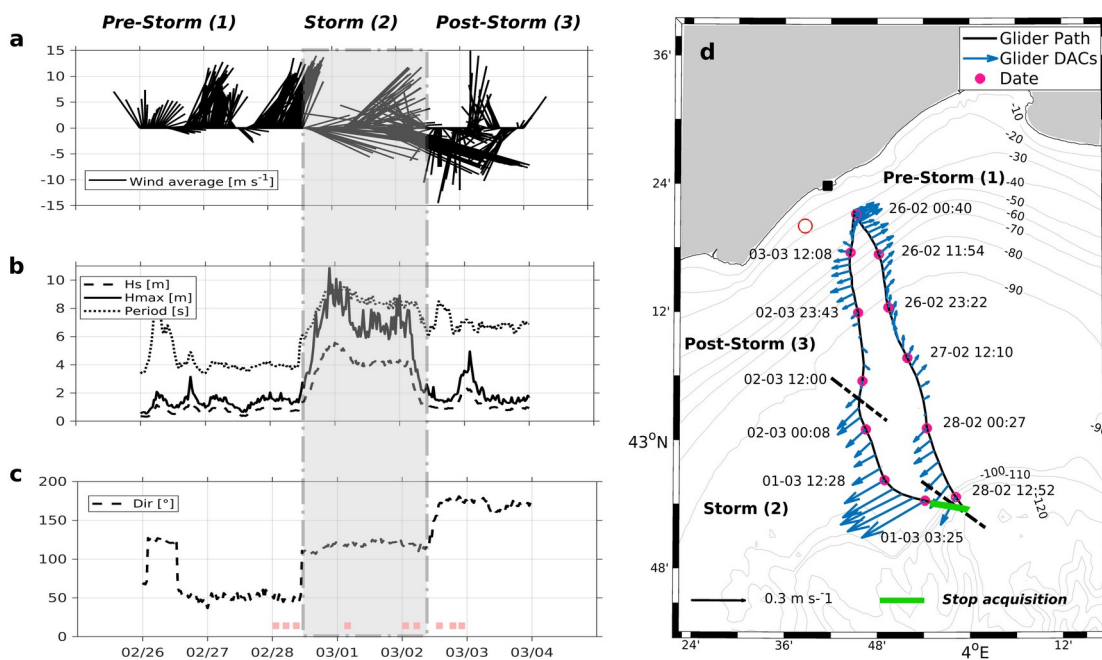 Pre-Storm (1) Storm (2) Post-Storm (3)
a
15
10
5
0
-5
-10
-15
Wind average [m s⁻¹]
b
10
8
6
4
2
0
Hs [m]
Hmax [m]
Period [s]
c
200
150
100
50
0
Dir [°]
02/26 02/27 02/28 03/01 03/02 03/03 03/04
d
Glider Path
Glider DACs
Date
36'
24'
12'
43°N
48'
24' 36' 48' 4°E 12'
-10
-20
-30
-40
-50
-60
-70
-80
-90
-90
-100
-110
-120
Pre-Storm (1)
26-02 00:40
03-03 12:08
26-02 11:54
26-02 23:22
02-03 23:43
Post-Storm (3)
27-02 12:10
02-03 12:00
28-02 00:27
02-03 00:08
01-03 12:28
28-02 12:52
Storm (2)
01-03 03:25
0.3 m s⁻¹
Stop acquisition